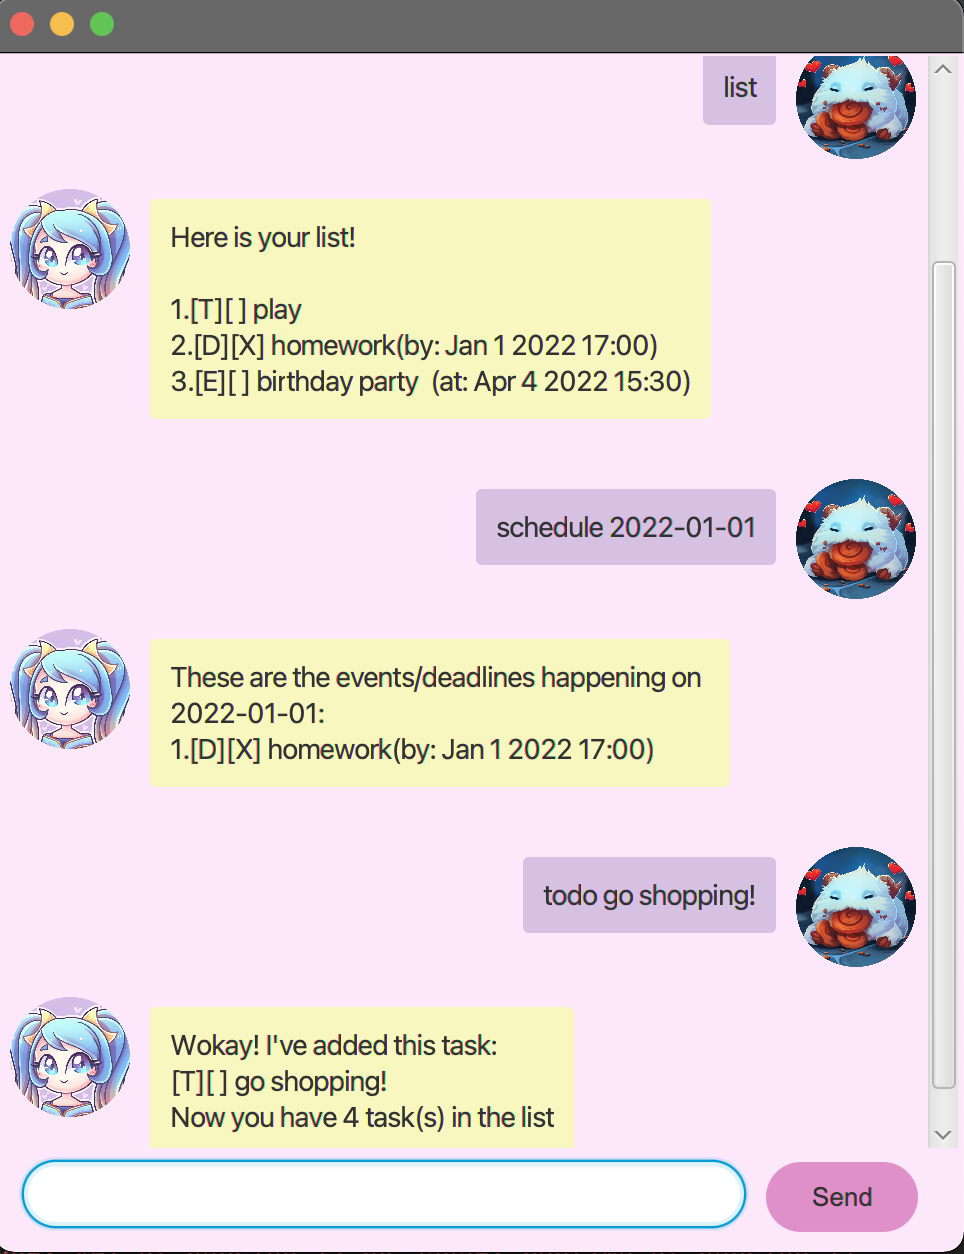 list
Here is your list!
1.[T][ ] play
2.[D][X] homework(by: Jan 1 2022 17:00)
3.[E][ ] birthday party  (at: Apr 4 2022 15:30)
schedule 2022-01-01
These are the events/deadlines happening on
2022-01-01:
1.[D][X] homework(by: Jan 1 2022 17:00)
todo go shopping!
Wokay! I've added this task:
[T][ ] go shopping!
Now you have 4 task(s) in the list
Send